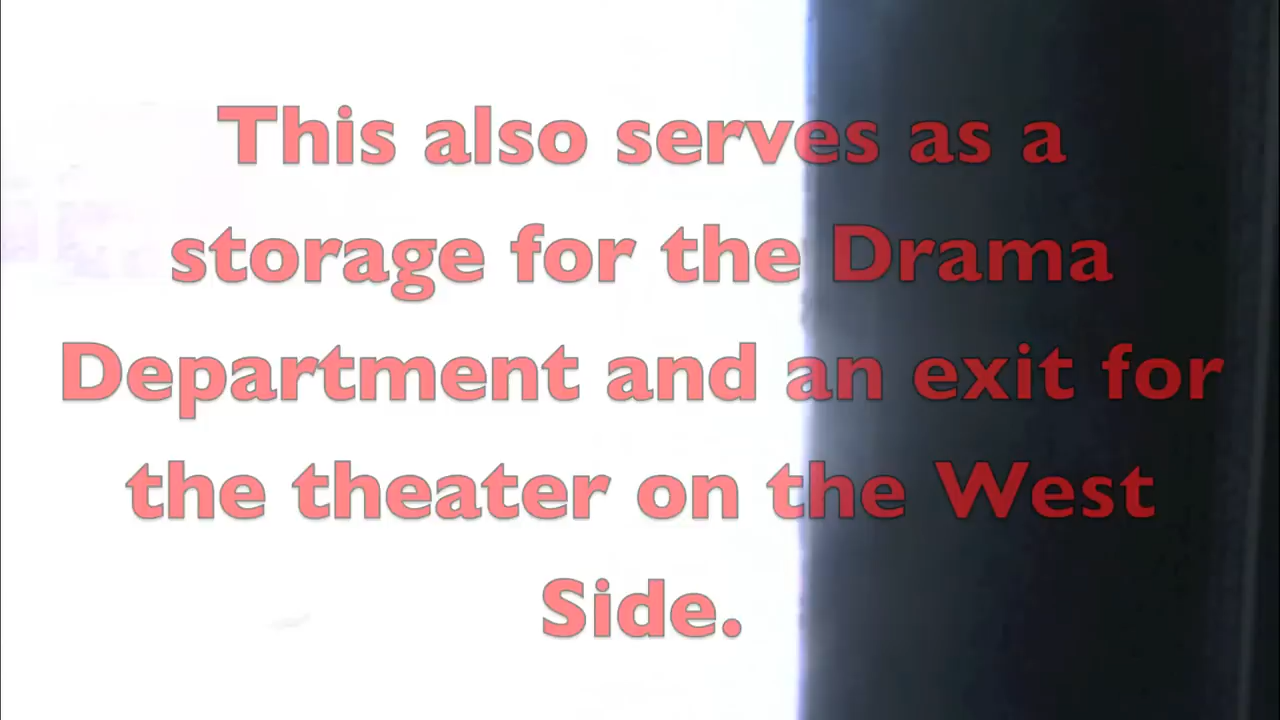 This also serves as a
storage for the Drama
Department and an exit for
the theater on the West
Side.